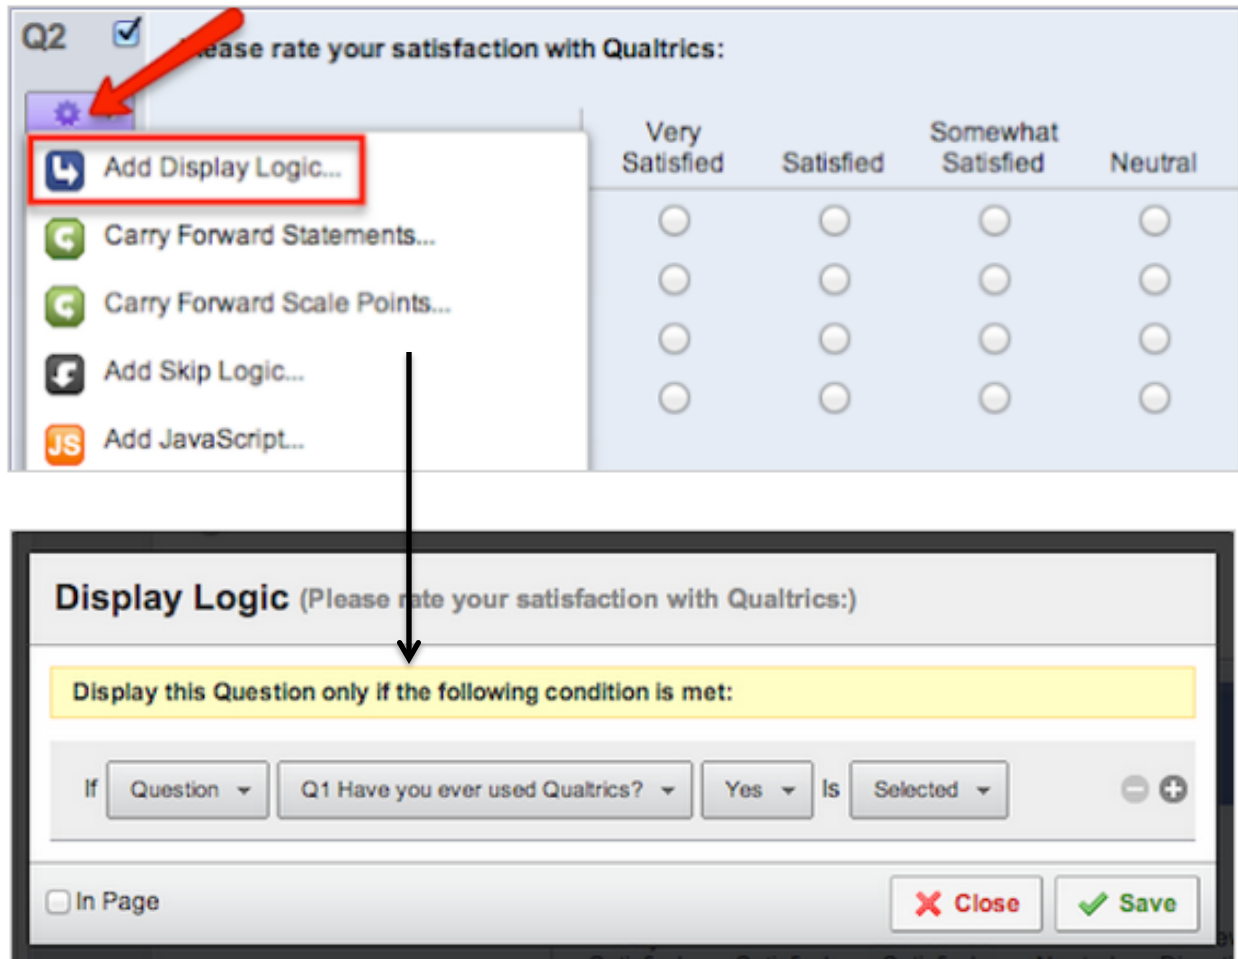 Q2
Please rate your satisfaction with Qualtrics:
Very Satisfied
Satisfied
Somewhat Satisfied
Neutral
Add Display Logic...
Carry Forward Statements...
Carry Forward Scale Points...
Add Skip Logic...
JS Add JavaScript...
Display Logic (Please rate your satisfaction with Qualtrics:)
Display this Question only if the following condition is met:
If Question Q1 Have you ever used Qualtrics? Yes Is Selected
In Page Close Save